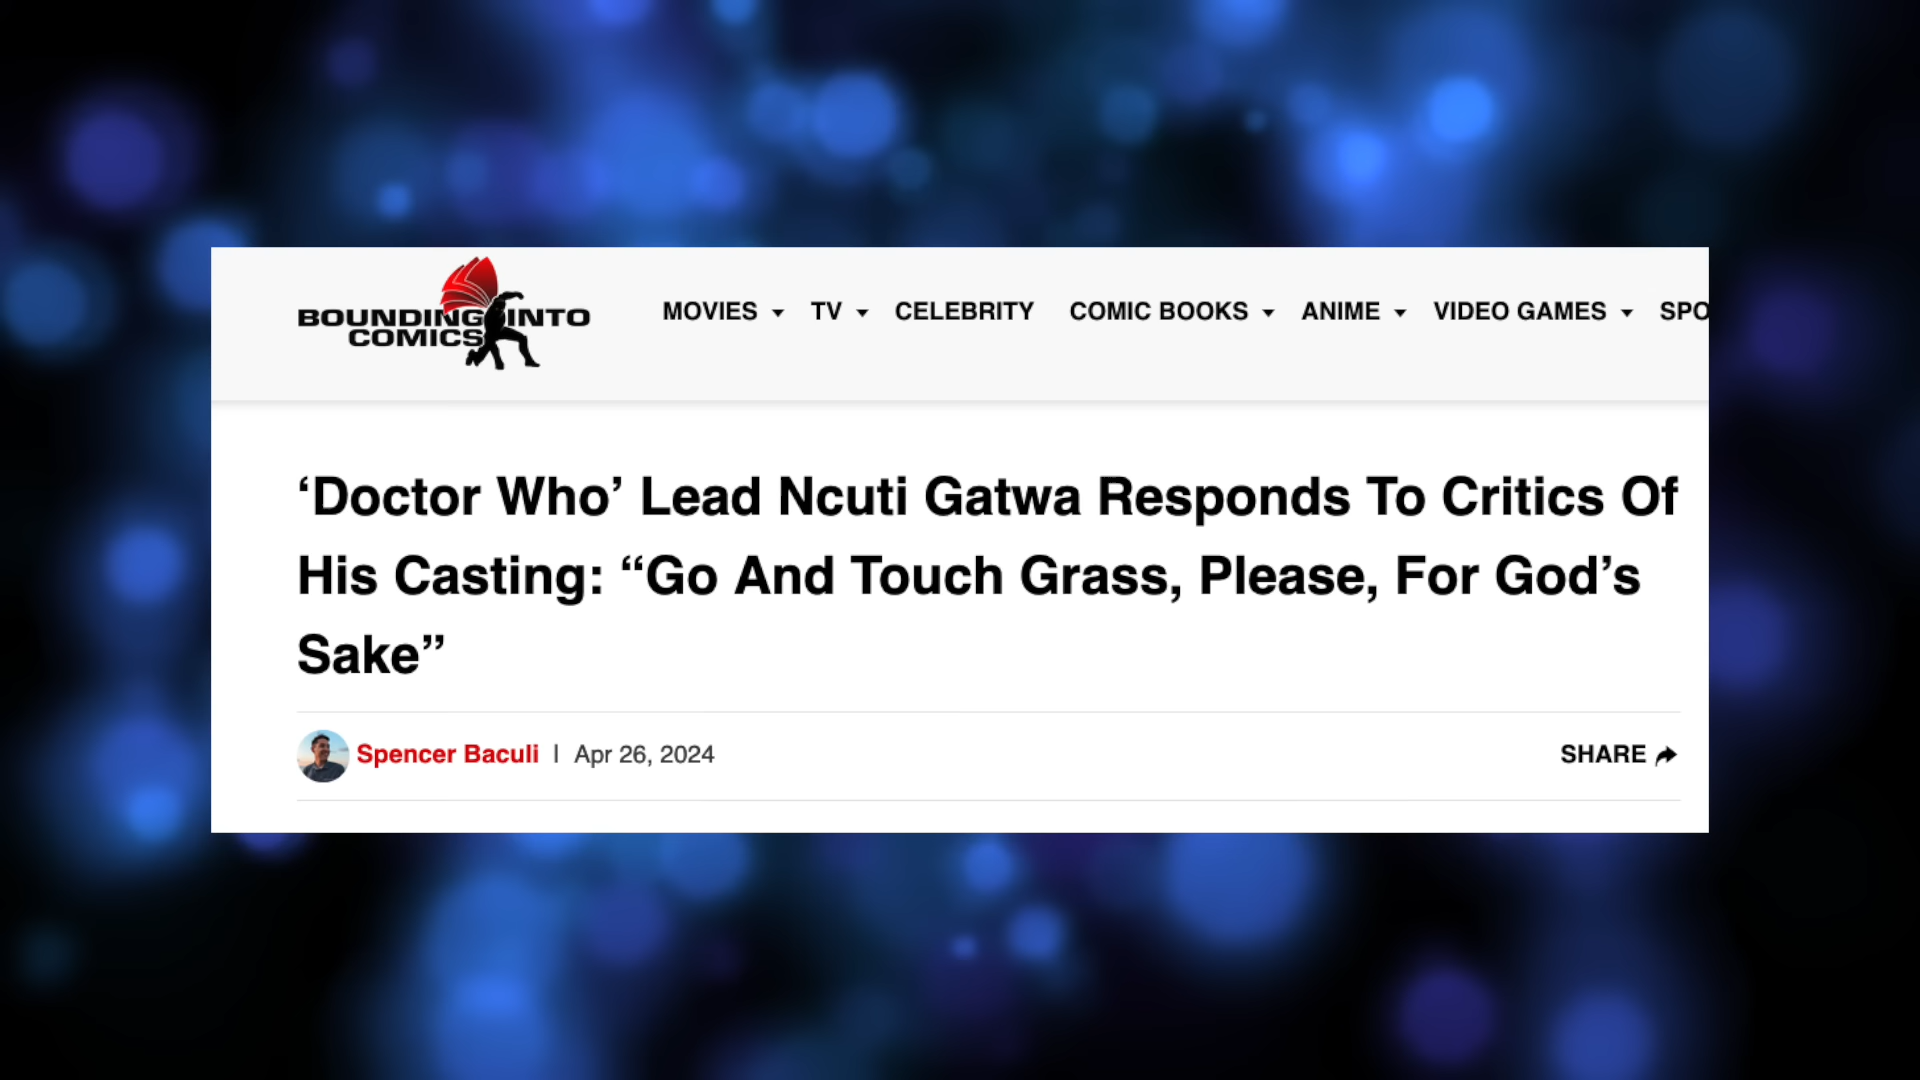 BOUNDING INTO
COMICS
MOVIES TV CELEBRITY COMIC BOOKS ANIME VIDEO GAMES SPO
‘Doctor Who’ Lead Ncuti Gatwa Responds To Critics Of
His Casting: “Go And Touch Grass, Please, For God’s
Sake”
Spencer Baculi | Apr 26, 2024
SHARE